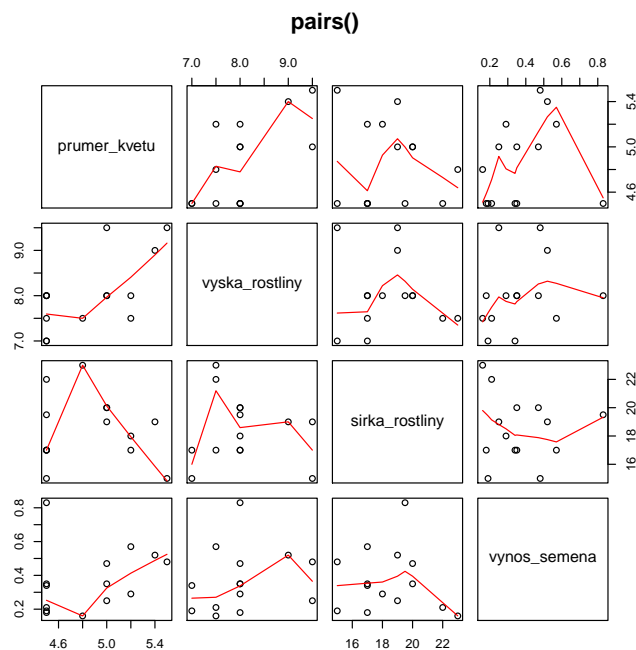 pairs()
7.0 8.0 9.0 0.2 0.4 0.6 0.8
prumer_kvetu
4.6 5.0 5.4
7.0 8.0 9.0
vyska_rostliny
sirka_rostliny
16 18 20 22
0.2 0.4 0.6 0.8
vynos_semena
4.6 5.0 5.4 16 18 20 22